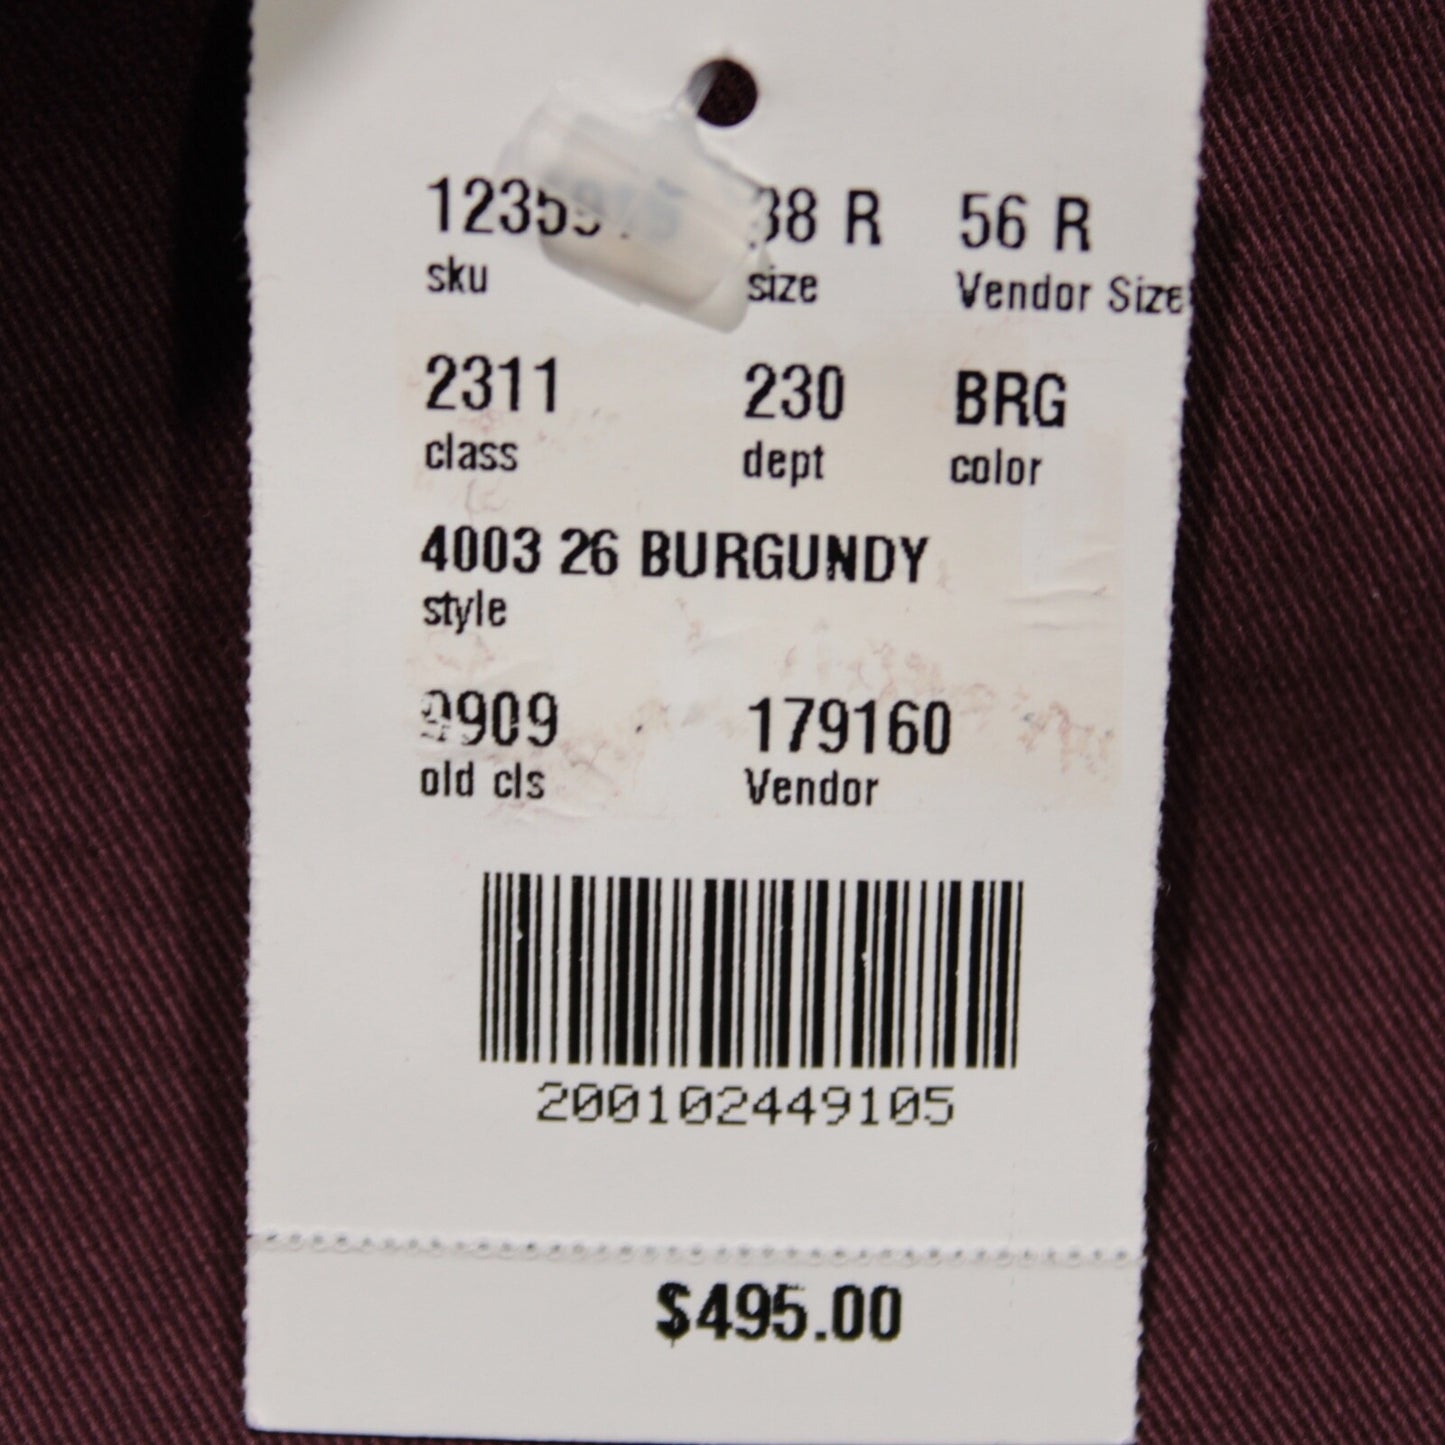 38 R 56 R
sku size Vendor Size
2311 230 BRG
class dept color
4003 26 BURGUNDY
style
9909 179160
old cls Vendor
200102449105
$495.00